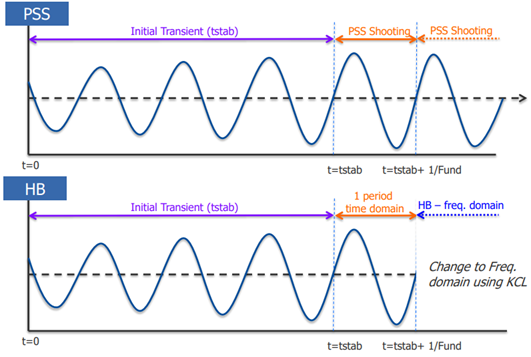 PSS
Initial Transient (tstab)
PSS Shooting
PSS Shooting
t=0
t=tstab
t=tstab+ 1/Fund
HB
Initial Transient (tstab)
1 period
time domain
HB – freq. domain
Change to Freq.
domain using KCL
t=0
t=tstab
t=tstab+ 1/Fund